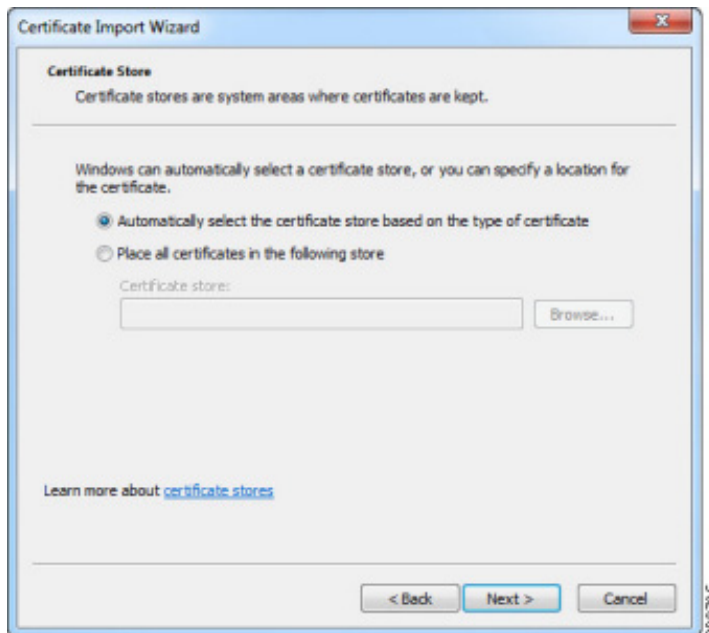 Certificate Import Wizard
Certificate Store
Certificate stores are system areas where certificates are kept.
Windows can automatically select a certificate store, or you can specify a location for
the certificate.
Automatically select the certificate store based on the type of certificate
Place all certificates in the following store
Certificate store:
Browse...
Learn more about certificate stores
< Back
Next >
Cancel